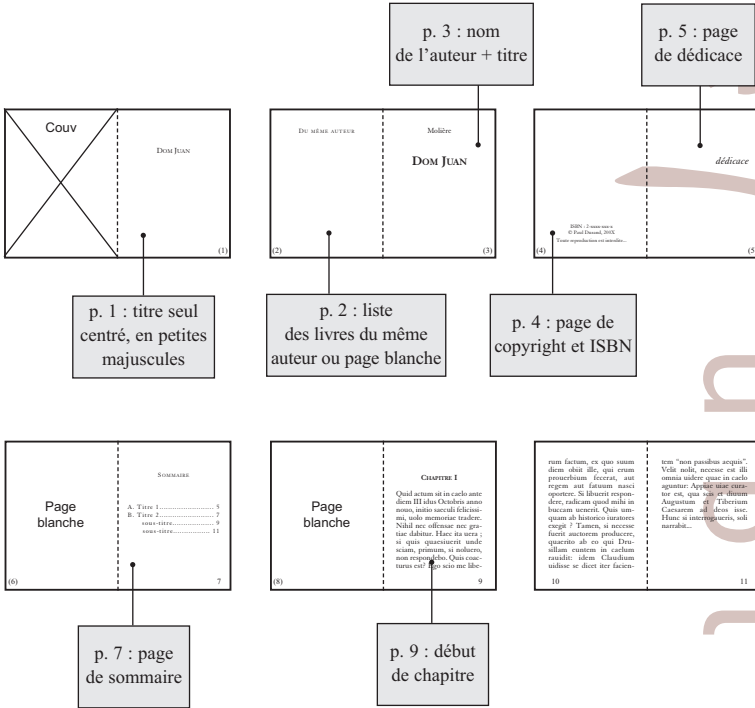 p. 3 : nom
de l’auteur + titre
p. 5 : page
de dédicace
Couv
DOM JUAN
(1)
DU MÊME AUTEUR
(2)
Molière
DOM JUAN
(3)
ISBN : 2-xxxx-xxx-x
© Paul Durand, 200X
Toute reproduction est interdite...
(4)
dédicace
(5
p. 1 : titre seul
centré, en petites
majuscules
p. 2 : liste
des livres du même
auteur ou page blanche
p. 4 : page de
copyright et ISBN
Page
blanche
(6)
SOMMAIRE
A. Titre 1........................ 5
B. Titre 2........................ 7
sous-titre.................. 9
sous-titre.................. 11
7
Page
blanche
(8)
CHAPITRE I
Quid actum sit in caelo ante
diem III idus Octobris anno
nouo, initio saeculi felicissi-
mi, uolo memoriae tradere.
Nihil nec offensae nec gra-
tiae dabitur. Haec ita uera ;
si quis quaesiuerit unde
sciam, primum, si noluero,
non respondebo. Quis coac-
turus est? Ego scio me libe-
9
rum factum, ex quo suum
diem obiit ille, qui erum
prouerbium fecerat, aut
regem aut fatuum nasci
oportere. Si libuerit respon-
dere, radicam quod mihi in
buccam uenerit. Quis um-
quam ab historico iuratores
exegit ? Tamen, si necesse
fuerit auctorem producere,
quaerito ab eo qui Dru-
sillam euntem in caelum
rauidit: idem Claudium
uidisse se dicet iter facien-
10
tem “non passibus aequis”.
Velit nolit, necesse est illi
omnia uidere quae in caelo
aguntur: Appiae uiae cura-
tor est, qua scis et diuum
Augustum et Tiberium
Caesarem ad deos isse.
Hunc si interrogaueris, soli
narrabit...
11
p. 7 : page
de sommaire
p. 9 : début
de chapitre